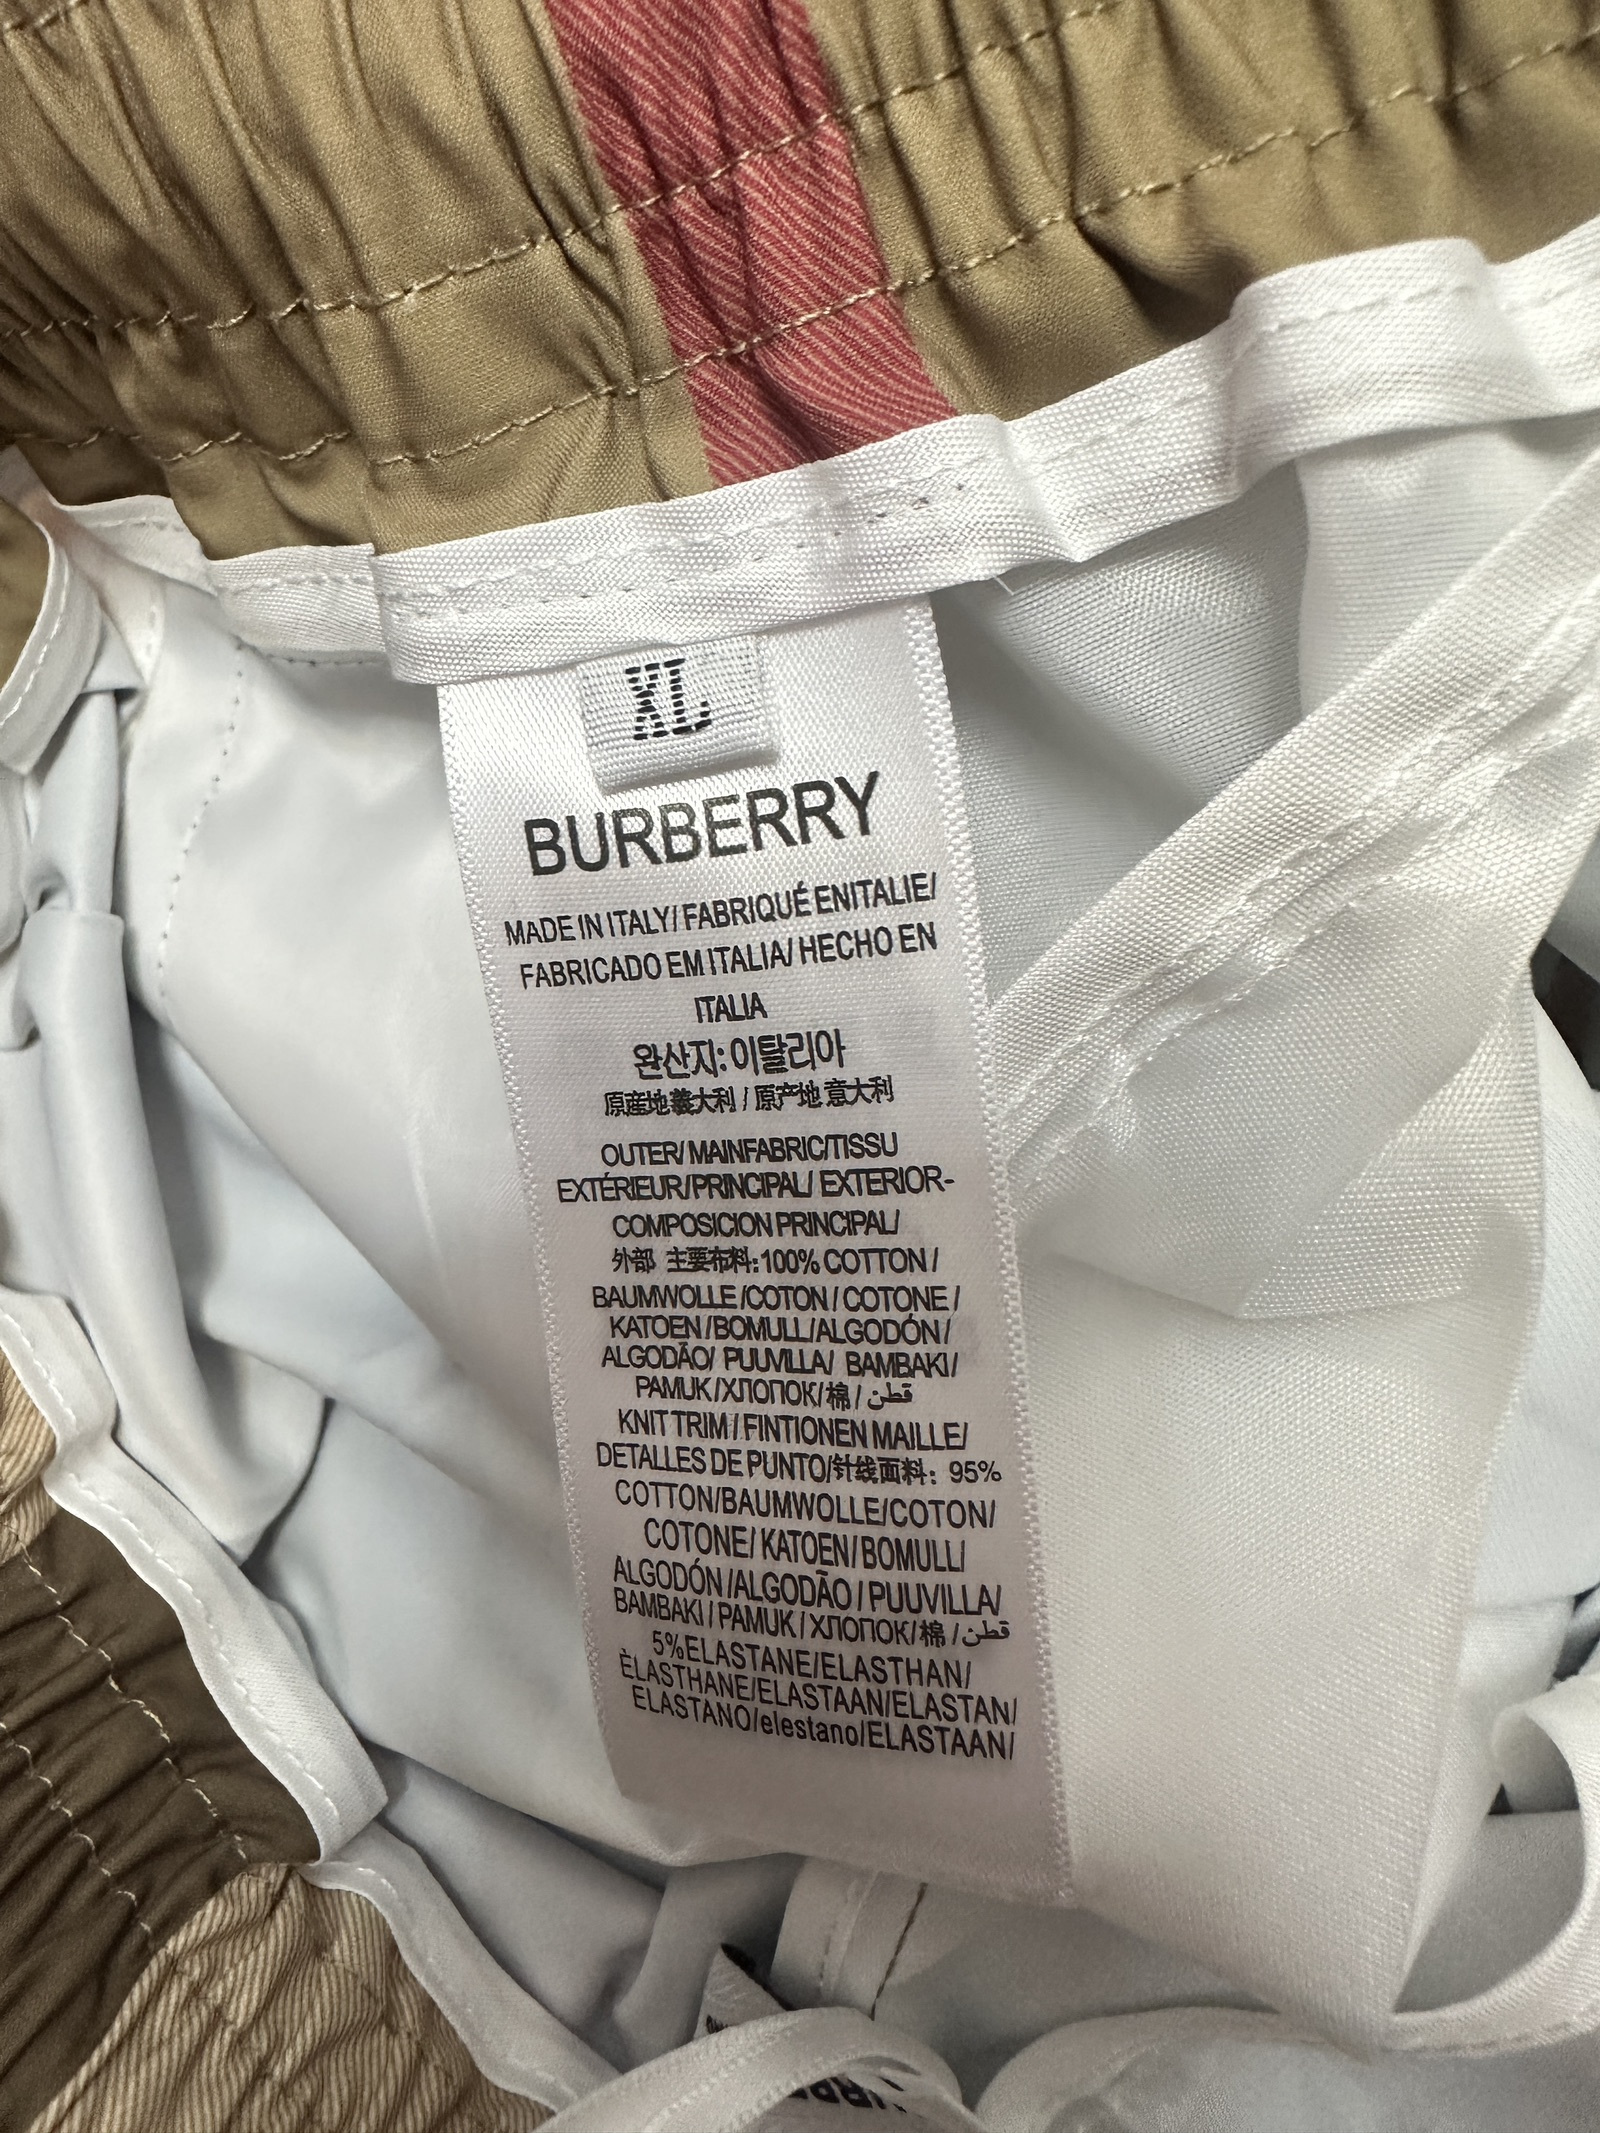 XL
BURBERRY
MADE IN ITALY/ FABRIQUÉ ENITALIE/
FABRICADO EM ITALIA/ HECHO EN
ITALIA
완산지:이탈리아
原産地義大利 / 原产地 意大利
OUTER/ MAINFABRIC/TISSU
EXTÉRIEUR/PRINCIPAL/ EXTERIOR-
COMPOSICION PRINCIPAL/
外部 主要布料:100% COTTON /
BAUMWOLLE /COTON / COTONE /
KATOEN /BOMULL/ALGODÓN /
ALGODÃO/ PUUVILLA/ BAMBAKI /
PAMUK /ХЛОПОК/棉 / قطن
KNIT TRIM / FINTIONEN MAILLE/
DETALLES DE PUNTO/针线面料: 95%
COTTON/BAUMWOLLE/COTON/
COTONE/ KATOEN/ BOMULL/
ALGODÓN /ALGODÃO / PUUVILLA/
BAMBAKI / PAMUK / ХЛОПОК/棉 / قطن
5%ELASTANE/ELASTHAN/
ÈLASTHANE/ELASTAAN/ELASTAN/
ELASTANO/elestano/ELASTAAN/